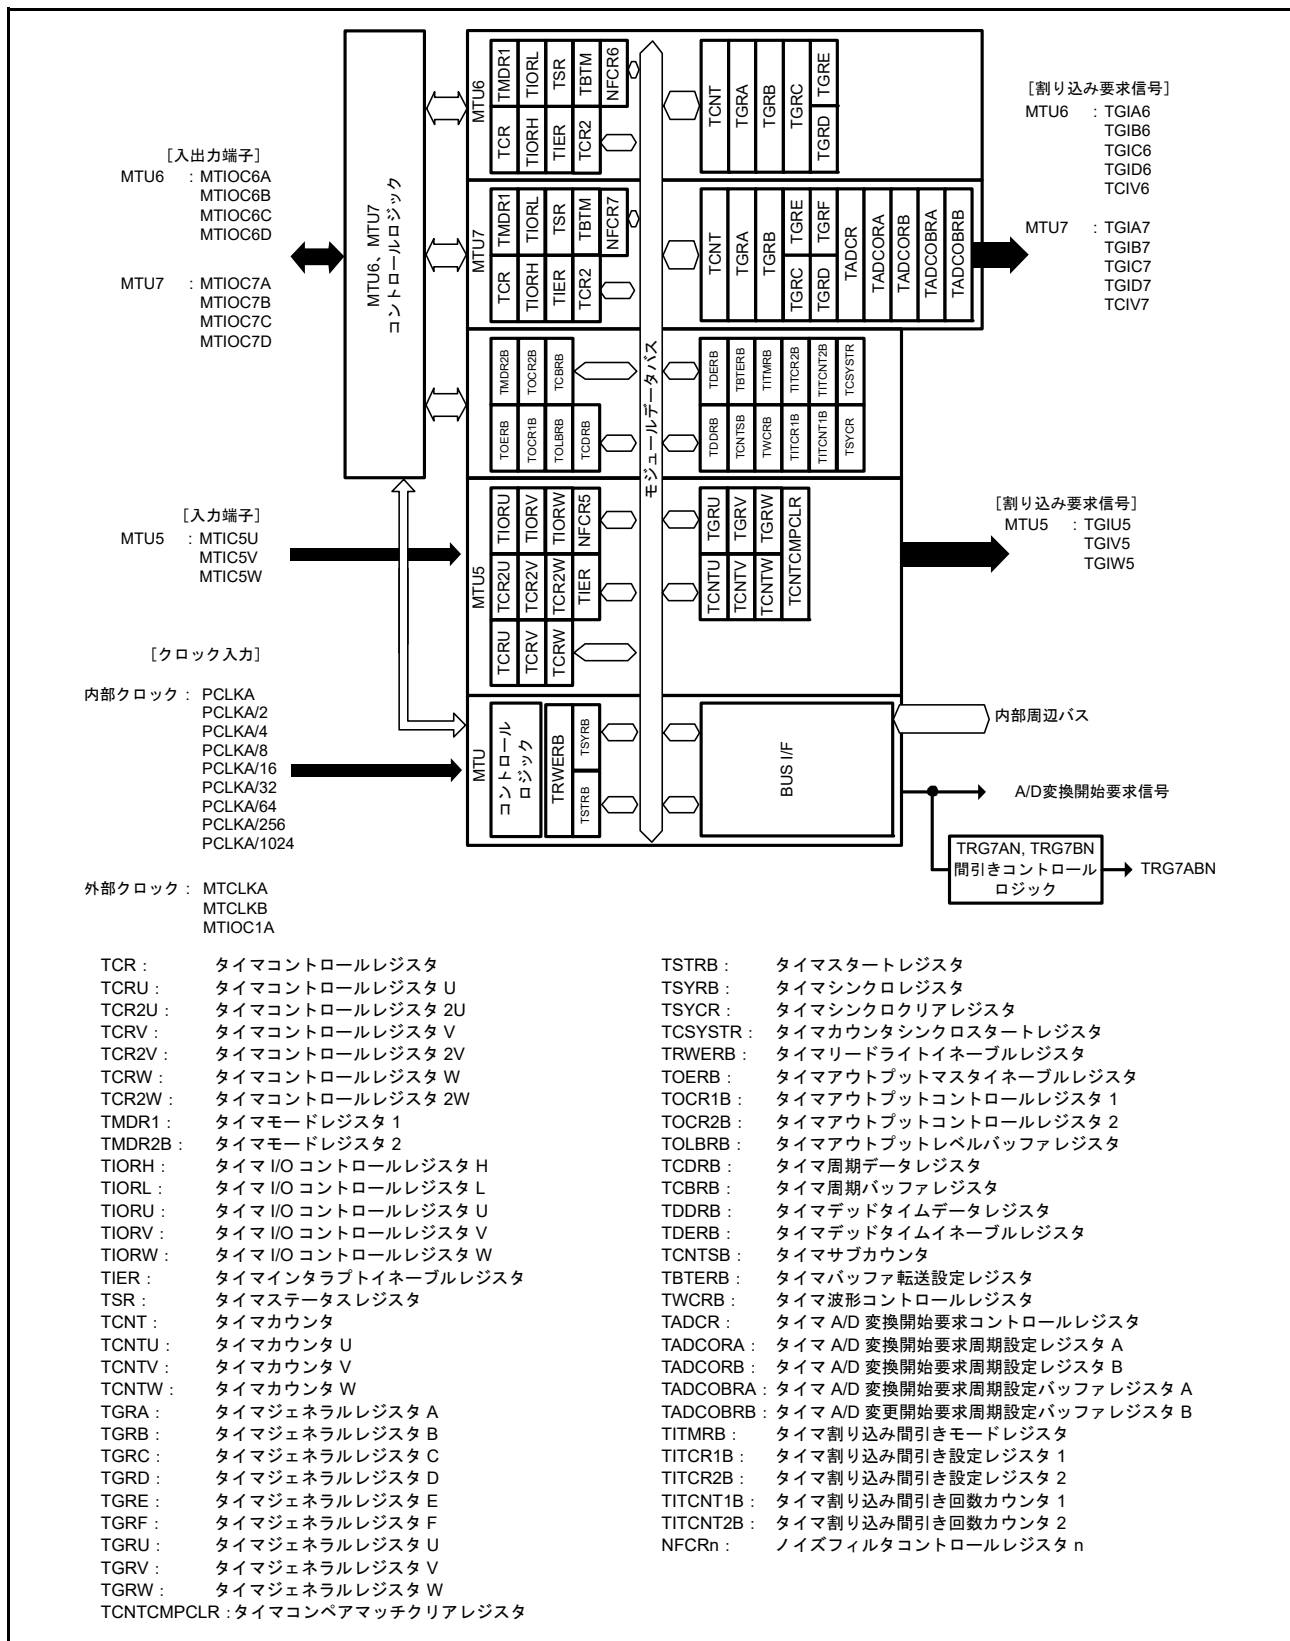 [入出力端子]
MTU6 : MTIOC6A
MTIOC6B
MTIOC6C
MTIOC6D
MTU7 : MTIOC7A
MTIOC7B
MTIOC7C
MTIOC7D
[入力端子]
MTU5 : MTIC5U
MTIC5V
MTIC5W
[クロック入力]
内部クロック : PCLKA
PCLKA/2
PCLKA/4
PCLKA/8
PCLKA/16
PCLKA/32
PCLKA/64
PCLKA/256
PCLKA/1024
外部クロック : MTCLKA
MTCLKB
MTIOC1A
MTU6、MTU7
コントロールロジック
MTU6
TMDR1
TIORL
TSR
TBTM
NFCR6
TCR
TIORH
TIER
TCR2
TCNT
TGRA
TGRB
TGRC
TGRE
TGRD
MTU7
TMDR1
TIORL
TSR
TBTM
NFCR7
TCR
TIORH
TIER
TCR2
TCNT
TGRA
TGRB
TGRE
TGRF
TGRC
TGRD
TADCR
TADCORA
TADCORB
TADCOBRA
TADCOBRB
TMDR2B
TOCR2B
TCBRB
TOERB
TOCR1B
TOLBRB
TCDRB
モジュールデータバス
TDERB
TBTERB
TITMRB
TITCR2B
TITCNT2B
TCSYSTR
TDDRB
TCNTSB
TWCRB
TITCR1B
TITCNT1B
TSYCR
MTU5
TIORU
TIORV
TIORW
NFCR5
TCR2U
TCR2V
TCR2W
TIER
TCRU
TCRV
TCRW
TGRU
TGRV
TGRW
TCNTCMPCLR
TCNTU
TCNTV
TCNTW
MTU
コントロール
ロジック
TRWERB
TSYRB
TSTRB
BUS I/F
[割り込み要求信号]
MTU6 : TGIA6
TGIB6
TGIC6
TGID6
TCIV6
MTU7 : TGIA7
TGIB7
TGIC7
TGID7
TCIV7
[割り込み要求信号]
MTU5 : TGIU5
TGIV5
TGIW5
内部周辺バス
A/D変換開始要求信号
TRG7AN, TRG7BN
間引きコントロール
ロジック
TRG7ABN
TCR : タイマコントロールレジスタ
TCRU : タイマコントロールレジスタ U
TCR2U : タイマコントロールレジスタ 2U
TCRV : タイマコントロールレジスタ V
TCR2V : タイマコントロールレジスタ 2V
TCRW : タイマコントロールレジスタ W
TCR2W : タイマコントロールレジスタ 2W
TMDR1 : タイマモードレジスタ 1
TMDR2B : タイマモードレジスタ 2
TIORH : タイマ I/O コントロールレジスタ H
TIORL : タイマ I/O コントロールレジスタ L
TIORU : タイマ I/O コントロールレジスタ U
TIORV : タイマ I/O コントロールレジスタ V
TIORW : タイマ I/O コントロールレジスタ W
TIER : タイマインタラプトイネーブルレジスタ
TSR : タイマステータスレジスタ
TCNT : タイマカウンタ
TCNTU : タイマカウンタ U
TCNTV : タイマカウンタ V
TCNTW : タイマカウンタ W
TGRA : タイマジェネラルレジスタ A
TGRB : タイマジェネラルレジスタ B
TGRC : タイマジェネラルレジスタ C
TGRD : タイマジェネラルレジスタ D
TGRE : タイマジェネラルレジスタ E
TGRF : タイマジェネラルレジスタ F
TGRU : タイマジェネラルレジスタ U
TGRV : タイマジェネラルレジスタ V
TGRW : タイマジェネラルレジスタ W
TCNTCMPCLR : タイマコンペアマッチクリアレジスタ
TSTRB : タイマスタートレジスタ
TSYRB : タイマシンクロレジスタ
TSYCR : タイマシンクロクリアレジスタ
TCSYSTR : タイマカウンタシンクロスタートレジスタ
TRWERB : タイマリードライトイネーブルレジスタ
TOERB : タイマアウトプットマスタイネーブルレジスタ
TOCR1B : タイマアウトプットコントロールレジスタ 1
TOCR2B : タイマアウトプットコントロールレジスタ 2
TOLBRB : タイマアウトプットレベルバッファレジスタ
TCDRB : タイマ周期データレジスタ
TCBRB : タイマ周期バッファレジスタ
TDDRB : タイマデッドタイムデータレジスタ
TDERB : タイマデッドタイムイネーブルレジスタ
TCNTSB : タイマサブカウンタ
TBTERB : タイマバッファ転送設定レジスタ
TWCRB : タイマ波形コントロールレジスタ
TADCR : タイマ A/D 変換開始要求コントロールレジスタ
TADCORA : タイマ A/D 変換開始要求周期設定レジスタ A
TADCORB : タイマ A/D 変換開始要求周期設定レジスタ B
TADCOBRA : タイマ A/D 変換開始要求周期設定バッファレジスタ A
TADCOBRB : タイマ A/D 変更開始要求周期設定バッファレジスタ B
TITMRB : タイマ割り込み間引きモードレジスタ
TITCR1B : タイマ割り込み間引き設定レジスタ 1
TITCR2B : タイマ割り込み間引き設定レジスタ 2
TITCNT1B : タイマ割り込み間引き回数カウンタ 1
TITCNT2B : タイマ割り込み間引き回数カウンタ 2
NFCRn : ノイズフィルタコントロールレジスタ n